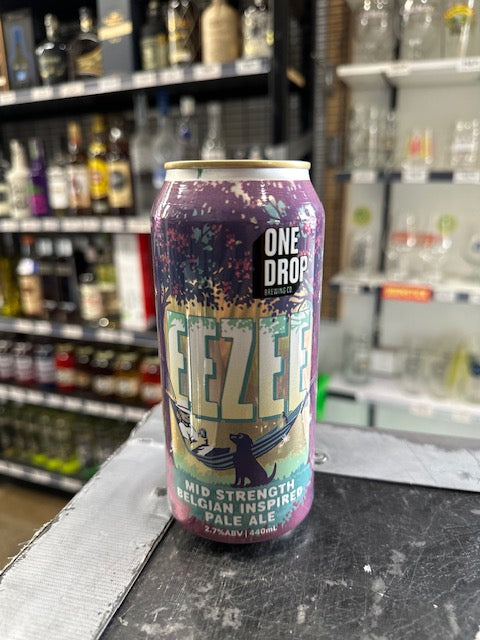 ONE
DROP
BREWING CO.
EEZEE
MID STRENGTH
BELGIAN INSPIRED
PALE ALE
2.7%ABV | 440mL